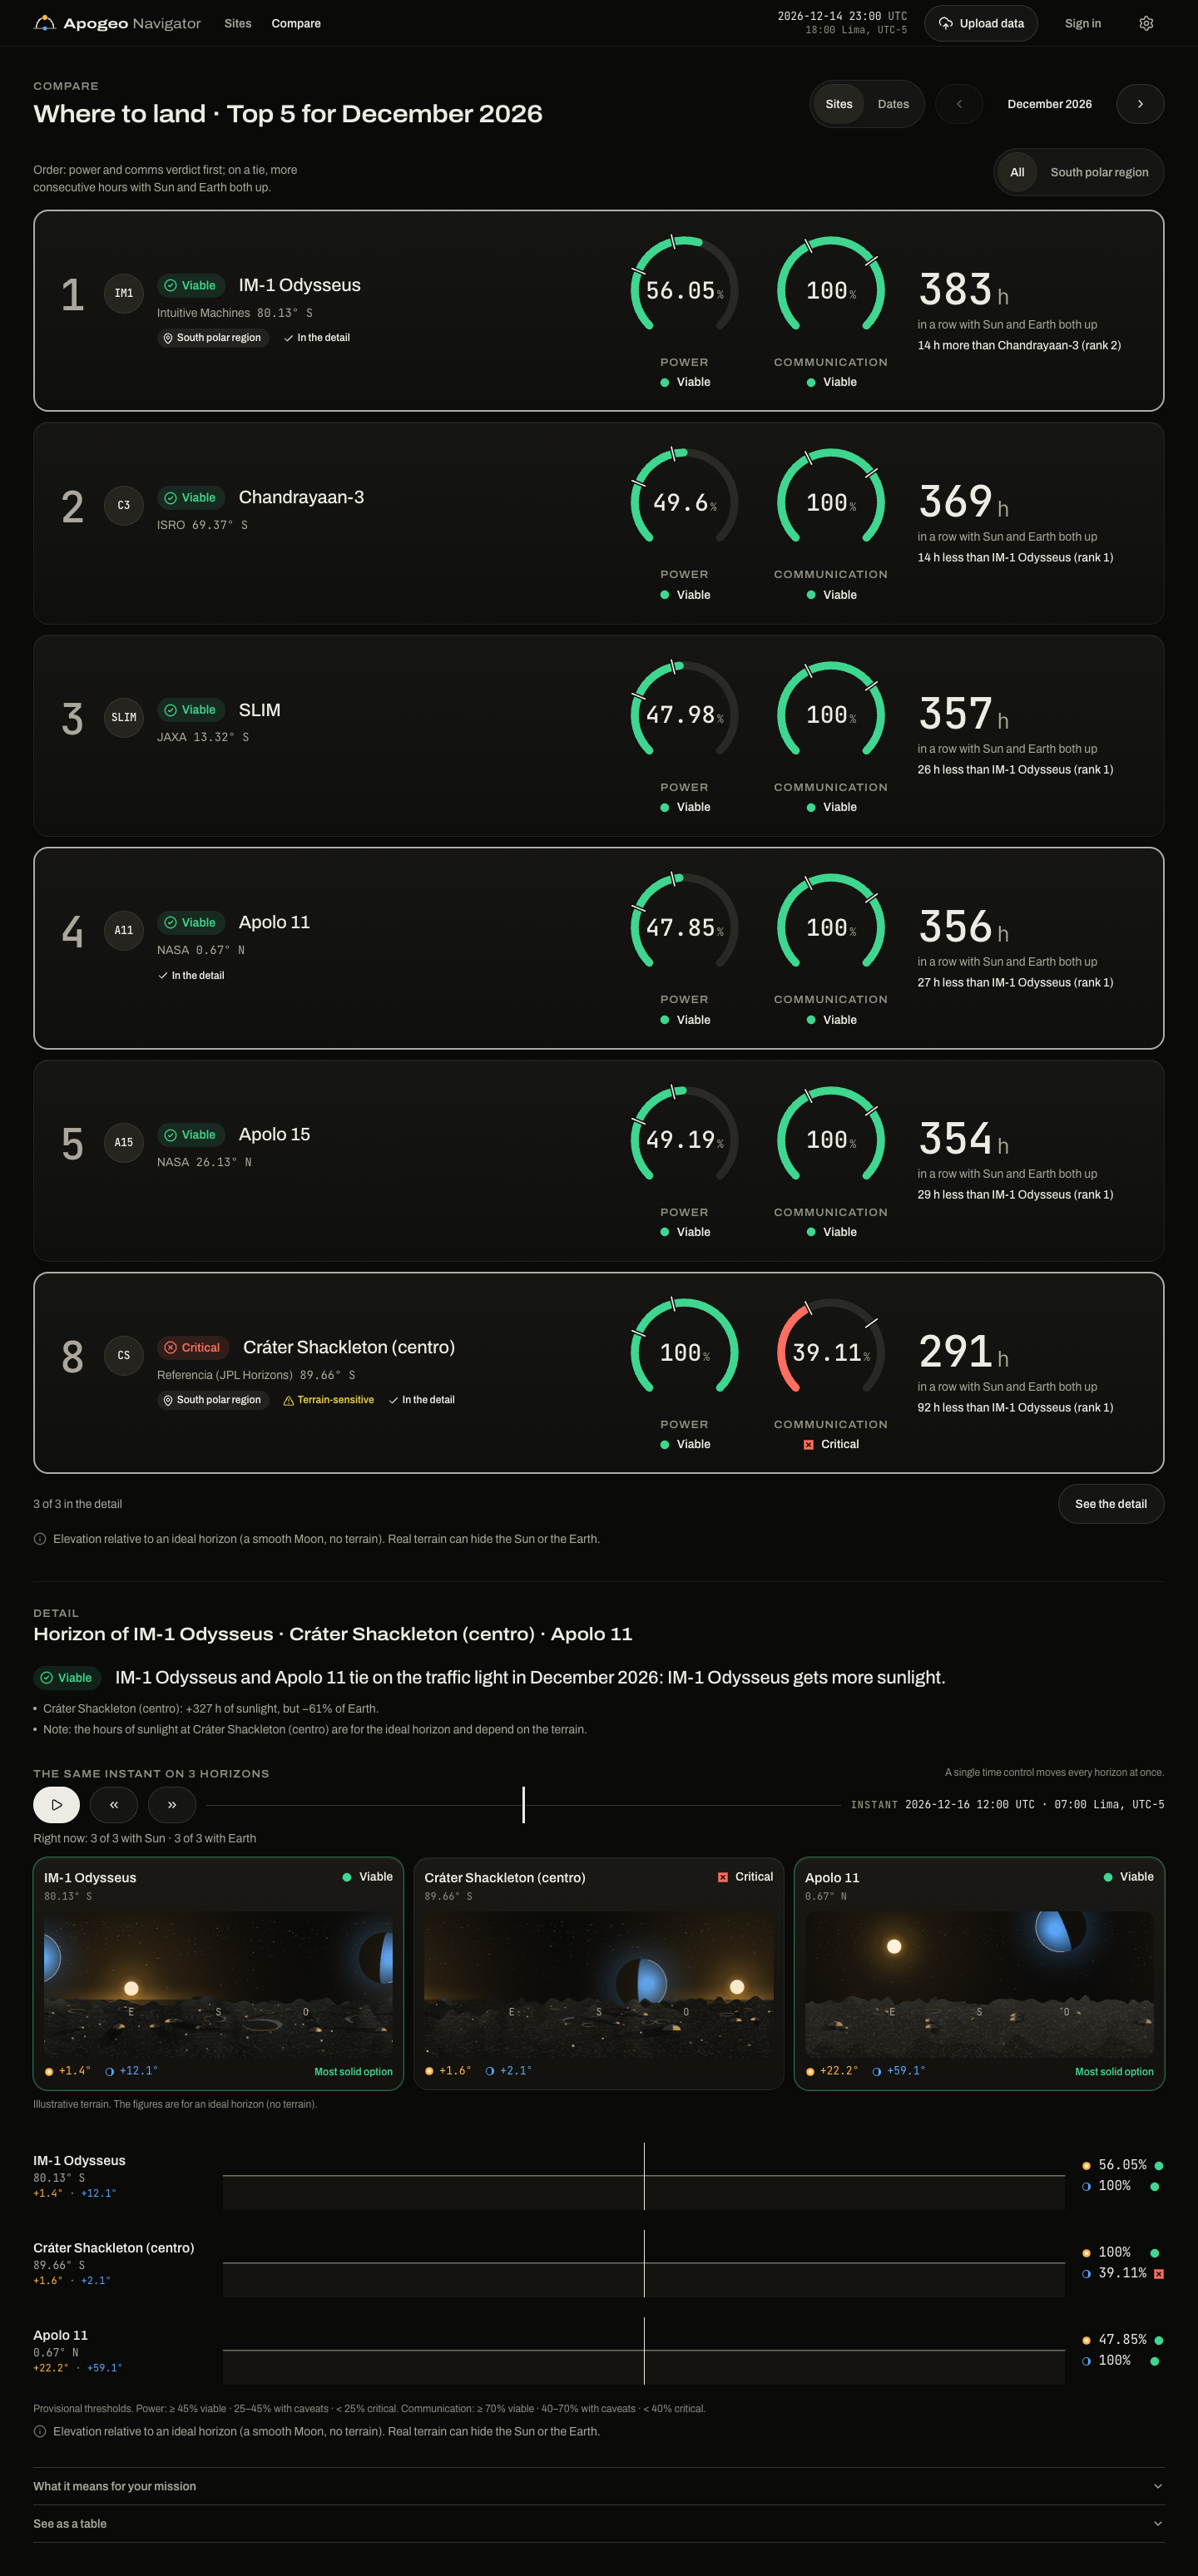 Apogeo Navigator
Sites
Compare
2026-12-14 23:00 UTC
18:00 Lima, UTC-5
Upload data
Sign in
COMPARE
Where to land · Top 5 for December 2026
Sites
Dates
December 2026
Order: power and comms verdict first; on a tie, more
consecutive hours with Sun and Earth both up.
All
South polar region
1
IM1
Viable
IM-1 Odysseus
Intuitive Machines 80.13° S
South polar region
In the detail
56.05%
POWER
Viable
100%
COMMUNICATION
Viable
383 h
in a row with Sun and Earth both up
14 h more than Chandrayaan-3 (rank 2)
2
C3
Viable
Chandrayaan-3
ISRO 69.37° S
49.6%
POWER
Viable
100%
COMMUNICATION
Viable
369 h
in a row with Sun and Earth both up
14 h less than IM-1 Odysseus (rank 1)
3
SLIM
Viable
SLIM
JAXA 13.32° S
47.98%
POWER
Viable
100%
COMMUNICATION
Viable
357 h
in a row with Sun and Earth both up
26 h less than IM-1 Odysseus (rank 1)
4
A11
Viable
Apolo 11
NASA 0.67° N
In the detail
47.85%
POWER
Viable
100%
COMMUNICATION
Viable
356 h
in a row with Sun and Earth both up
27 h less than IM-1 Odysseus (rank 1)
5
A15
Viable
Apolo 15
NASA 26.13° N
49.19%
POWER
Viable
100%
COMMUNICATION
Viable
354 h
in a row with Sun and Earth both up
29 h less than IM-1 Odysseus (rank 1)
8
CS
Critical
Cráter Shackleton (centro)
Referencia (JPL Horizons) 89.66° S
South polar region
Terrain-sensitive
In the detail
100%
POWER
Viable
39.11%
COMMUNICATION
Critical
291 h
in a row with Sun and Earth both up
92 h less than IM-1 Odysseus (rank 1)
3 of 3 in the detail
See the detail
Elevation relative to an ideal horizon (a smooth Moon, no terrain). Real terrain can hide the Sun or the Earth.
DETAIL
Horizon of IM-1 Odysseus · Cráter Shackleton (centro) · Apolo 11
Viable
IM-1 Odysseus and Apolo 11 tie on the traffic light in December 2026: IM-1 Odysseus gets more sunlight.
• Cráter Shackleton (centro): +327 h of sunlight, but −61% of Earth.
• Note: the hours of sunlight at Cráter Shackleton (centro) are for the ideal horizon and depend on the terrain.
THE SAME INSTANT ON 3 HORIZONS
A single time control moves every horizon at once.
INSTANT 2026-12-16 12:00 UTC · 07:00 Lima, UTC-5
Right now: 3 of 3 with Sun · 3 of 3 with Earth
IM-1 Odysseus
Viable
80.13° S
E S O
+1.4° +12.1°
Most solid option
Cráter Shackleton (centro)
Critical
89.66° S
E S O
+1.6° +2.1°
Apolo 11
Viable
0.67° N
E S O
+22.2° +59.1°
Most solid option
Illustrative terrain. The figures are for an ideal horizon (no terrain).
IM-1 Odysseus
80.13° S
+1.4° · +12.1°
56.05%
100%
Cráter Shackleton (centro)
89.66° S
+1.6° · +2.1°
100%
39.11%
Apolo 11
0.67° N
+22.2° · +59.1°
47.85%
100%
Provisional thresholds. Power: ≥ 45% viable · 25–45% with caveats · < 25% critical. Communication: ≥ 70% viable · 40–70% with caveats · < 40% critical.
Elevation relative to an ideal horizon (a smooth Moon, no terrain). Real terrain can hide the Sun or the Earth.
What it means for your mission
See as a table